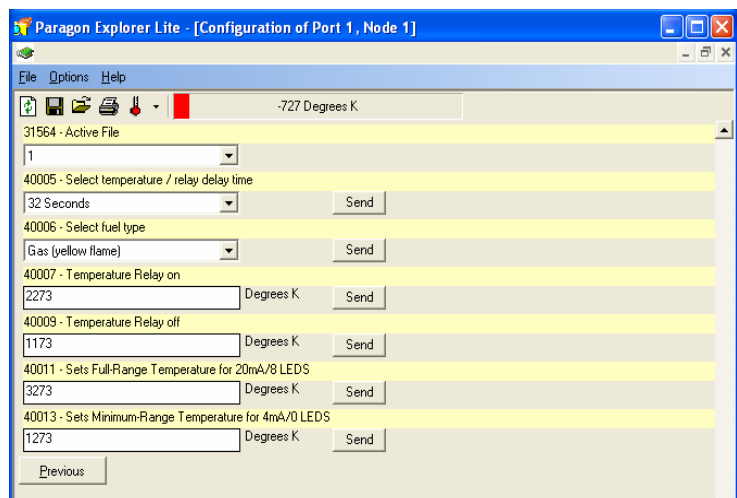 Paragon Explorer Lite - [Configuration of Port 1, Node 1]
File Options Help
-727 Degrees K
31564 - Active File
1
40005 - Select temperature / relay delay time
32 Seconds Send
40006 - Select fuel type
Gas (yellow flame) Send
40007 - Temperature Relay on
2273 Degrees K Send
40009 - Temperature Relay off
1173 Degrees K Send
40011 - Sets Full-Range Temperature for 20mA/8 LEDS
3273 Degrees K Send
40013 - Sets Minimum-Range Temperature for 4mA/0 LEDS
1273 Degrees K Send
Previous